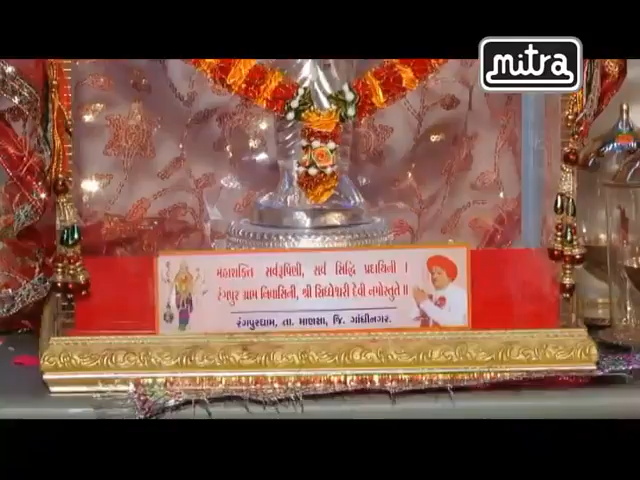 mitra
મહાશક્તિ સર્વરૂપિણી, સર્વ સિદ્ધિ પ્રદાયિની ।
રંગપુર ગ્રામ નિવાસિની, શ્રી સિધ્ધેશ્વરી દેવી નમોસ્તુતે ॥
રંગપુરધામ, તા. માણસા, જિ. ગાંધીનગર.